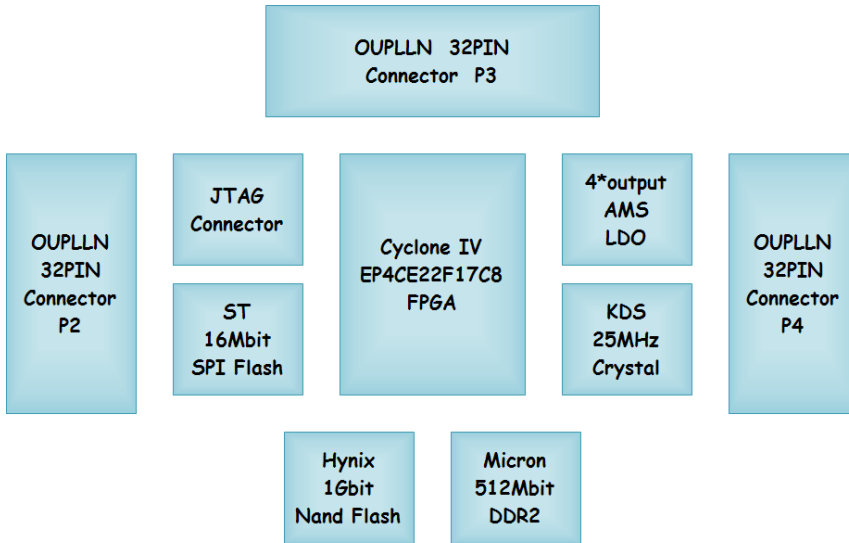 OUPLLN 32PIN
Connector P3
OUPLLN
32PIN
Connector
P2
JTAG
Connector
ST
16Mbit
SPI Flash
Cyclone IV
EP4CE22F17C8
FPGA
4*output
AMS
LDO
KDS
25MHz
Crystal
OUPLLN
32PIN
Connector
P4
Hynix
1Gbit
Nand Flash
Micron
512Mbit
DDR2